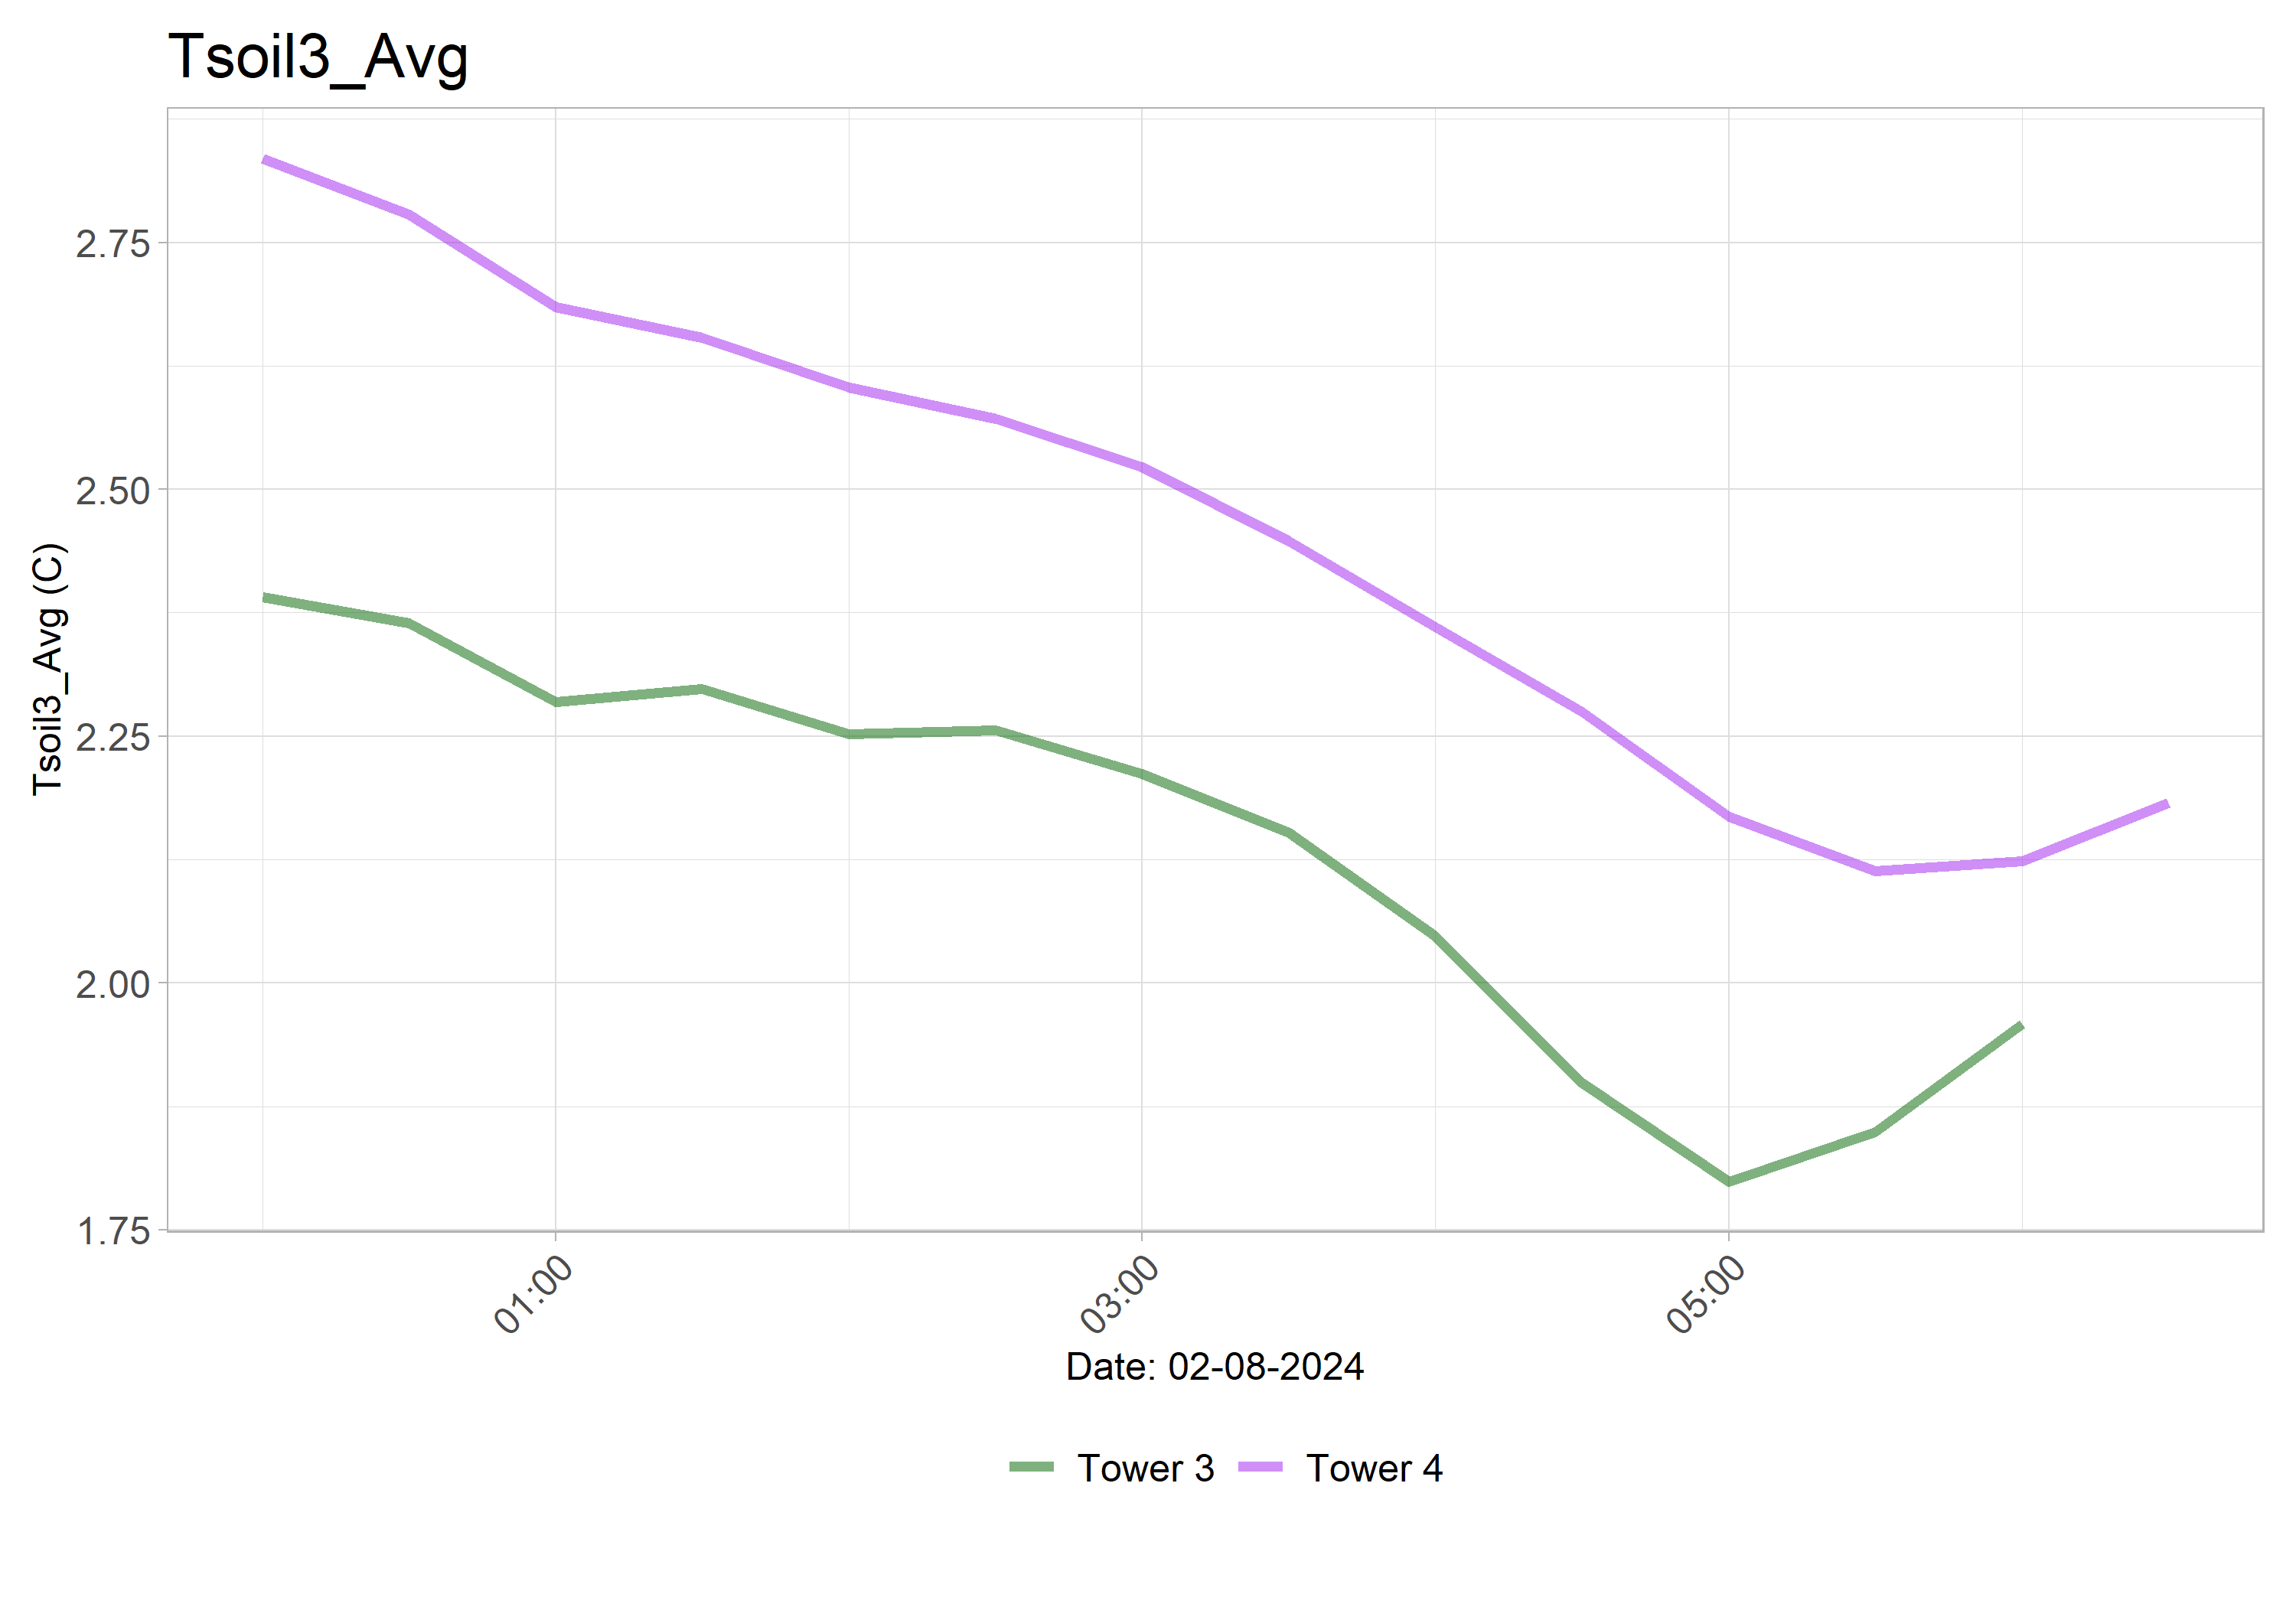 Tsoil3_Avg
Tsoil3_Avg (C)
2.75
2.50
2.25
2.00
1.75
01:00
03:00
05:00
Date: 02-08-2024
Tower 3
Tower 4